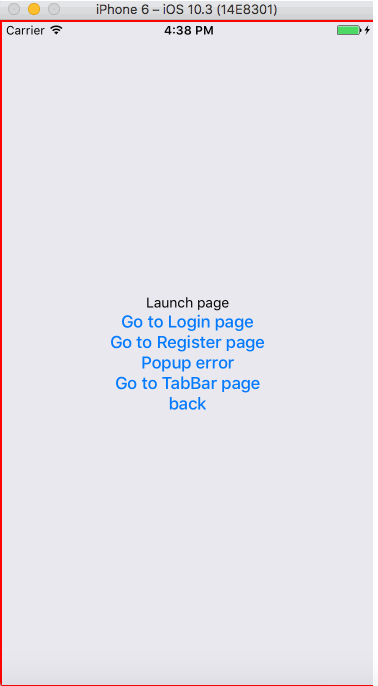 iPhone 6 – iOS 10.3 (14E8301)
Carrier 4:38 PM
Launch page
Go to Login page
Go to Register page
Popup error
Go to TabBar page
back